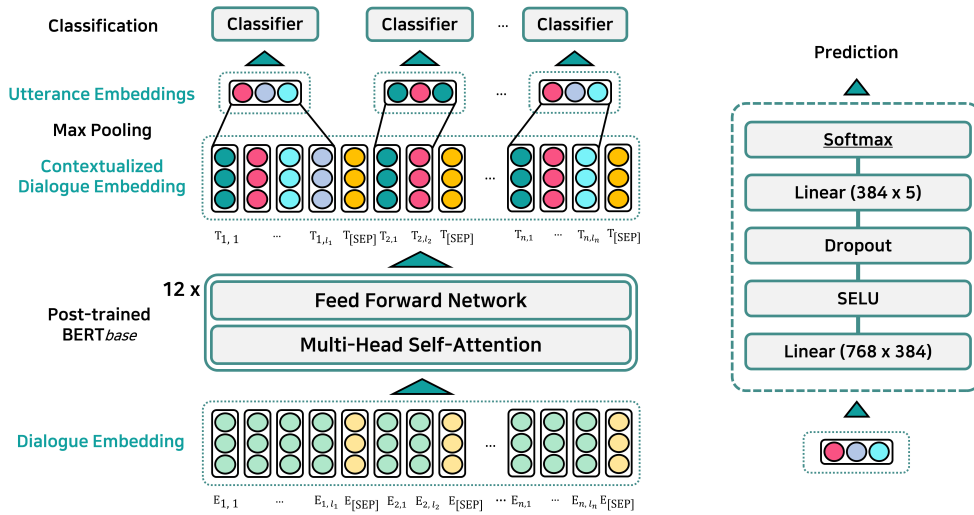 Classification
Classifier
Classifier
...
Classifier
Utterance Embeddings
...
Max Pooling
Contextualized
Dialogue Embedding
...
T1, 1
...
T1,l1
T[SEP]
T2,1
T2,l2
T[SEP]
Tn,1
...
Tn,ln
T[SEP]
12 x
Post-trained
BERTbase
Feed Forward Network
Multi-Head Self-Attention
Dialogue Embedding
...
E1, 1
...
E1,l1
E[SEP]
E2,1
E2,l2
E[SEP]
...
En,1
...
En,ln
E[SEP]
Prediction
Softmax
Linear (384 x 5)
Dropout
SELU
Linear (768 x 384)